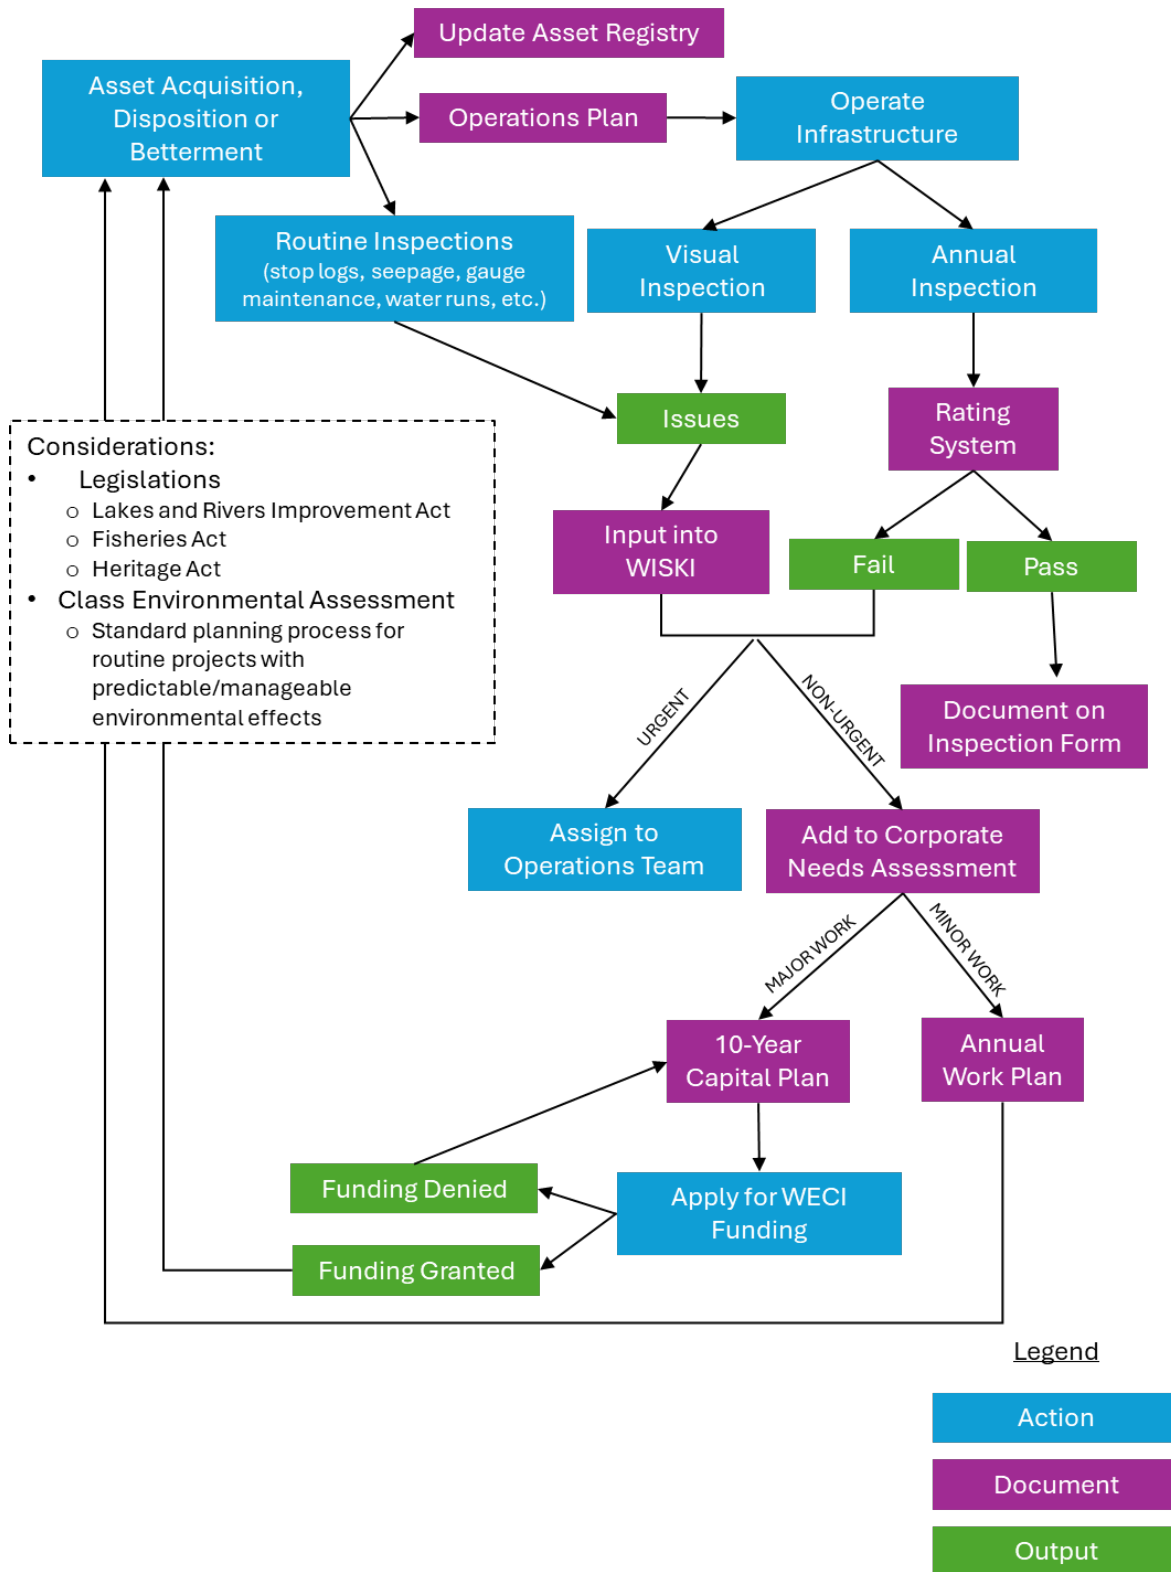 Update Asset Registry
Asset Acquisition,
Disposition or
Betterment
Operations Plan
Operate
Infrastructure
Routine Inspections
(stop logs, seepage, gauge
maintenance, water runs, etc.)
Visual
Inspection
Annual
Inspection
Issues
Rating
System
Considerations:
• Legislations
o Lakes and Rivers Improvement Act
o Fisheries Act
o Heritage Act
• Class Environmental Assessment
o Standard planning process for
routine projects with
predictable/manageable
environmental effects
Input into
WISKI
Fail
Pass
URGENT
NON-URGENT
Document on
Inspection Form
Assign to
Operations Team
Add to Corporate
Needs Assessment
MAJOR WORK
MINOR WORK
10-Year
Capital Plan
Annual
Work Plan
Funding Denied
Apply for WECI
Funding
Funding Granted
Legend
Action
Document
Output